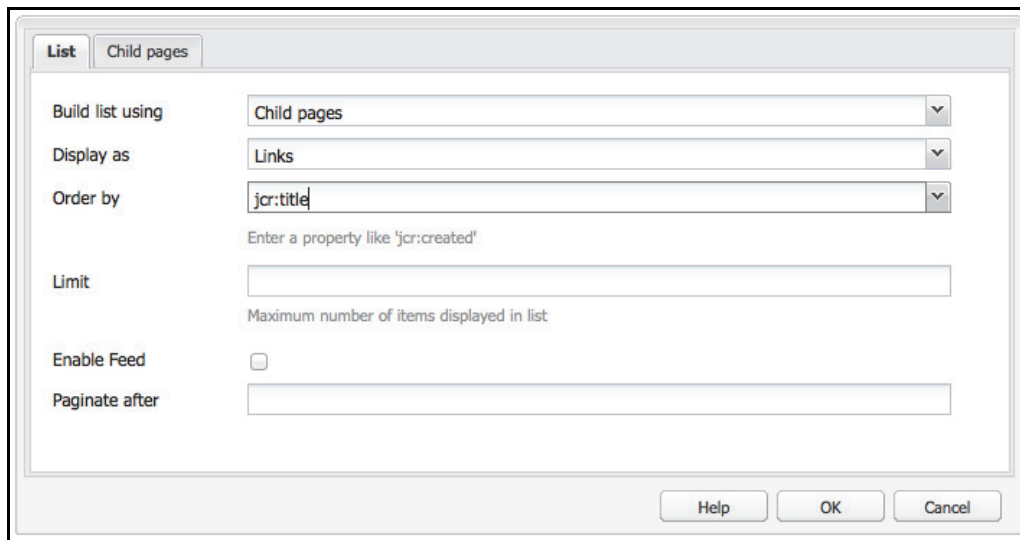 List Child pages
Build list using Child pages
Display as Links
Order by jcr:title
Enter a property like 'jcr:created'
Limit
Maximum number of items displayed in list
Enable Feed
Paginate after
Help OK Cancel